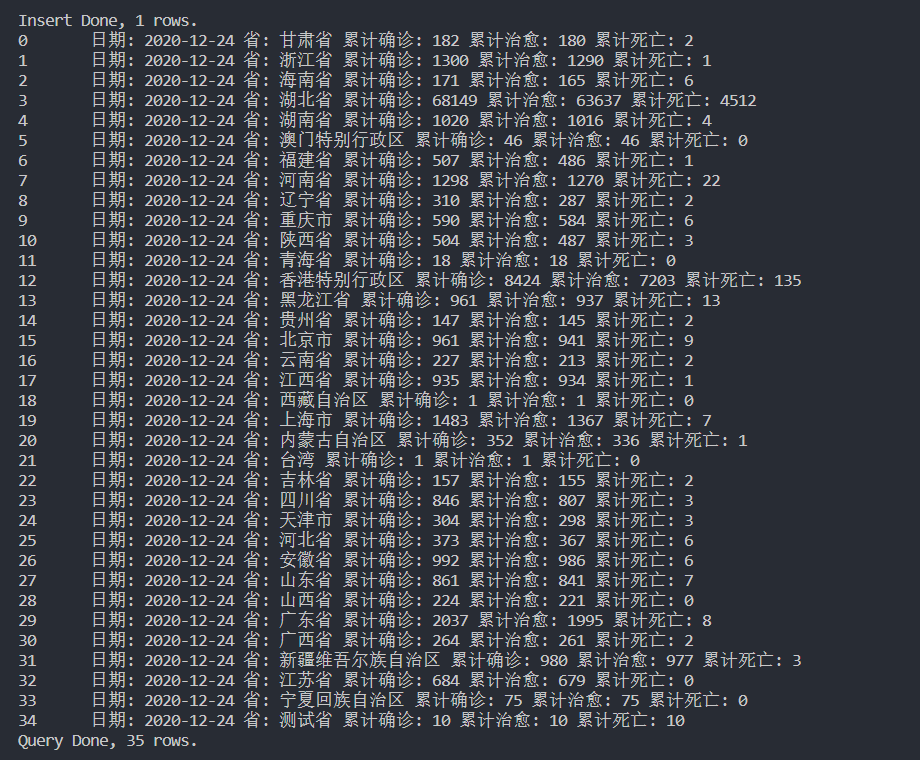 Insert Done, 1 rows.
0 日期: 2020-12-24 省: 甘肃省 累计确诊: 182 累计治愈: 180 累计死亡: 2
1 日期: 2020-12-24 省: 浙江省 累计确诊: 1300 累计治愈: 1290 累计死亡: 1
2 日期: 2020-12-24 省: 海南省 累计确诊: 171 累计治愈: 165 累计死亡: 6
3 日期: 2020-12-24 省: 湖北省 累计确诊: 68149 累计治愈: 63637 累计死亡: 4512
4 日期: 2020-12-24 省: 湖南省 累计确诊: 1020 累计治愈: 1016 累计死亡: 4
5 日期: 2020-12-24 省: 澳门特别行政区 累计确诊: 46 累计治愈: 46 累计死亡: 0
6 日期: 2020-12-24 省: 福建省 累计确诊: 507 累计治愈: 486 累计死亡: 1
7 日期: 2020-12-24 省: 河南省 累计确诊: 1298 累计治愈: 1270 累计死亡: 22
8 日期: 2020-12-24 省: 辽宁省 累计确诊: 310 累计治愈: 287 累计死亡: 2
9 日期: 2020-12-24 省: 重庆市 累计确诊: 590 累计治愈: 584 累计死亡: 6
10 日期: 2020-12-24 省: 陕西省 累计确诊: 504 累计治愈: 487 累计死亡: 3
11 日期: 2020-12-24 省: 青海省 累计确诊: 18 累计治愈: 18 累计死亡: 0
12 日期: 2020-12-24 省: 香港特别行政区 累计确诊: 8424 累计治愈: 7203 累计死亡: 135
13 日期: 2020-12-24 省: 黑龙江省 累计确诊: 961 累计治愈: 937 累计死亡: 13
14 日期: 2020-12-24 省: 贵州省 累计确诊: 147 累计治愈: 145 累计死亡: 2
15 日期: 2020-12-24 省: 北京市 累计确诊: 961 累计治愈: 941 累计死亡: 9
16 日期: 2020-12-24 省: 云南省 累计确诊: 227 累计治愈: 213 累计死亡: 2
17 日期: 2020-12-24 省: 江西省 累计确诊: 935 累计治愈: 934 累计死亡: 1
18 日期: 2020-12-24 省: 西藏自治区 累计确诊: 1 累计治愈: 1 累计死亡: 0
19 日期: 2020-12-24 省: 上海市 累计确诊: 1483 累计治愈: 1367 累计死亡: 7
20 日期: 2020-12-24 省: 内蒙古自治区 累计确诊: 352 累计治愈: 336 累计死亡: 1
21 日期: 2020-12-24 省: 台湾 累计确诊: 1 累计治愈: 1 累计死亡: 0
22 日期: 2020-12-24 省: 吉林省 累计确诊: 157 累计治愈: 155 累计死亡: 2
23 日期: 2020-12-24 省: 四川省 累计确诊: 846 累计治愈: 807 累计死亡: 3
24 日期: 2020-12-24 省: 天津市 累计确诊: 304 累计治愈: 298 累计死亡: 3
25 日期: 2020-12-24 省: 河北省 累计确诊: 373 累计治愈: 367 累计死亡: 6
26 日期: 2020-12-24 省: 安徽省 累计确诊: 992 累计治愈: 986 累计死亡: 6
27 日期: 2020-12-24 省: 山东省 累计确诊: 861 累计治愈: 841 累计死亡: 7
28 日期: 2020-12-24 省: 山西省 累计确诊: 224 累计治愈: 221 累计死亡: 0
29 日期: 2020-12-24 省: 广东省 累计确诊: 2037 累计治愈: 1995 累计死亡: 8
30 日期: 2020-12-24 省: 广西省 累计确诊: 264 累计治愈: 261 累计死亡: 2
31 日期: 2020-12-24 省: 新疆维吾尔族自治区 累计确诊: 980 累计治愈: 977 累计死亡: 3
32 日期: 2020-12-24 省: 江苏省 累计确诊: 684 累计治愈: 679 累计死亡: 0
33 日期: 2020-12-24 省: 宁夏回族自治区 累计确诊: 75 累计治愈: 75 累计死亡: 0
34 日期: 2020-12-24 省: 测试省 累计确诊: 10 累计治愈: 10 累计死亡: 10
Query Done, 35 rows.